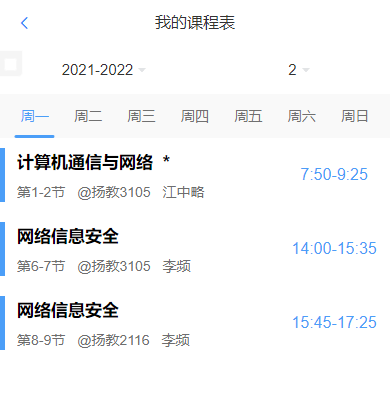 我的课程表
2021-2022 2
周一 周二 周三 周四 周五 周六 周日
计算机通信与网络 *
7:50-9:25
第1-2节 @扬教3105 江中略
网络信息安全
14:00-15:35
第6-7节 @扬教3105 李频
网络信息安全
15:45-17:25
第8-9节 @扬教2116 李频